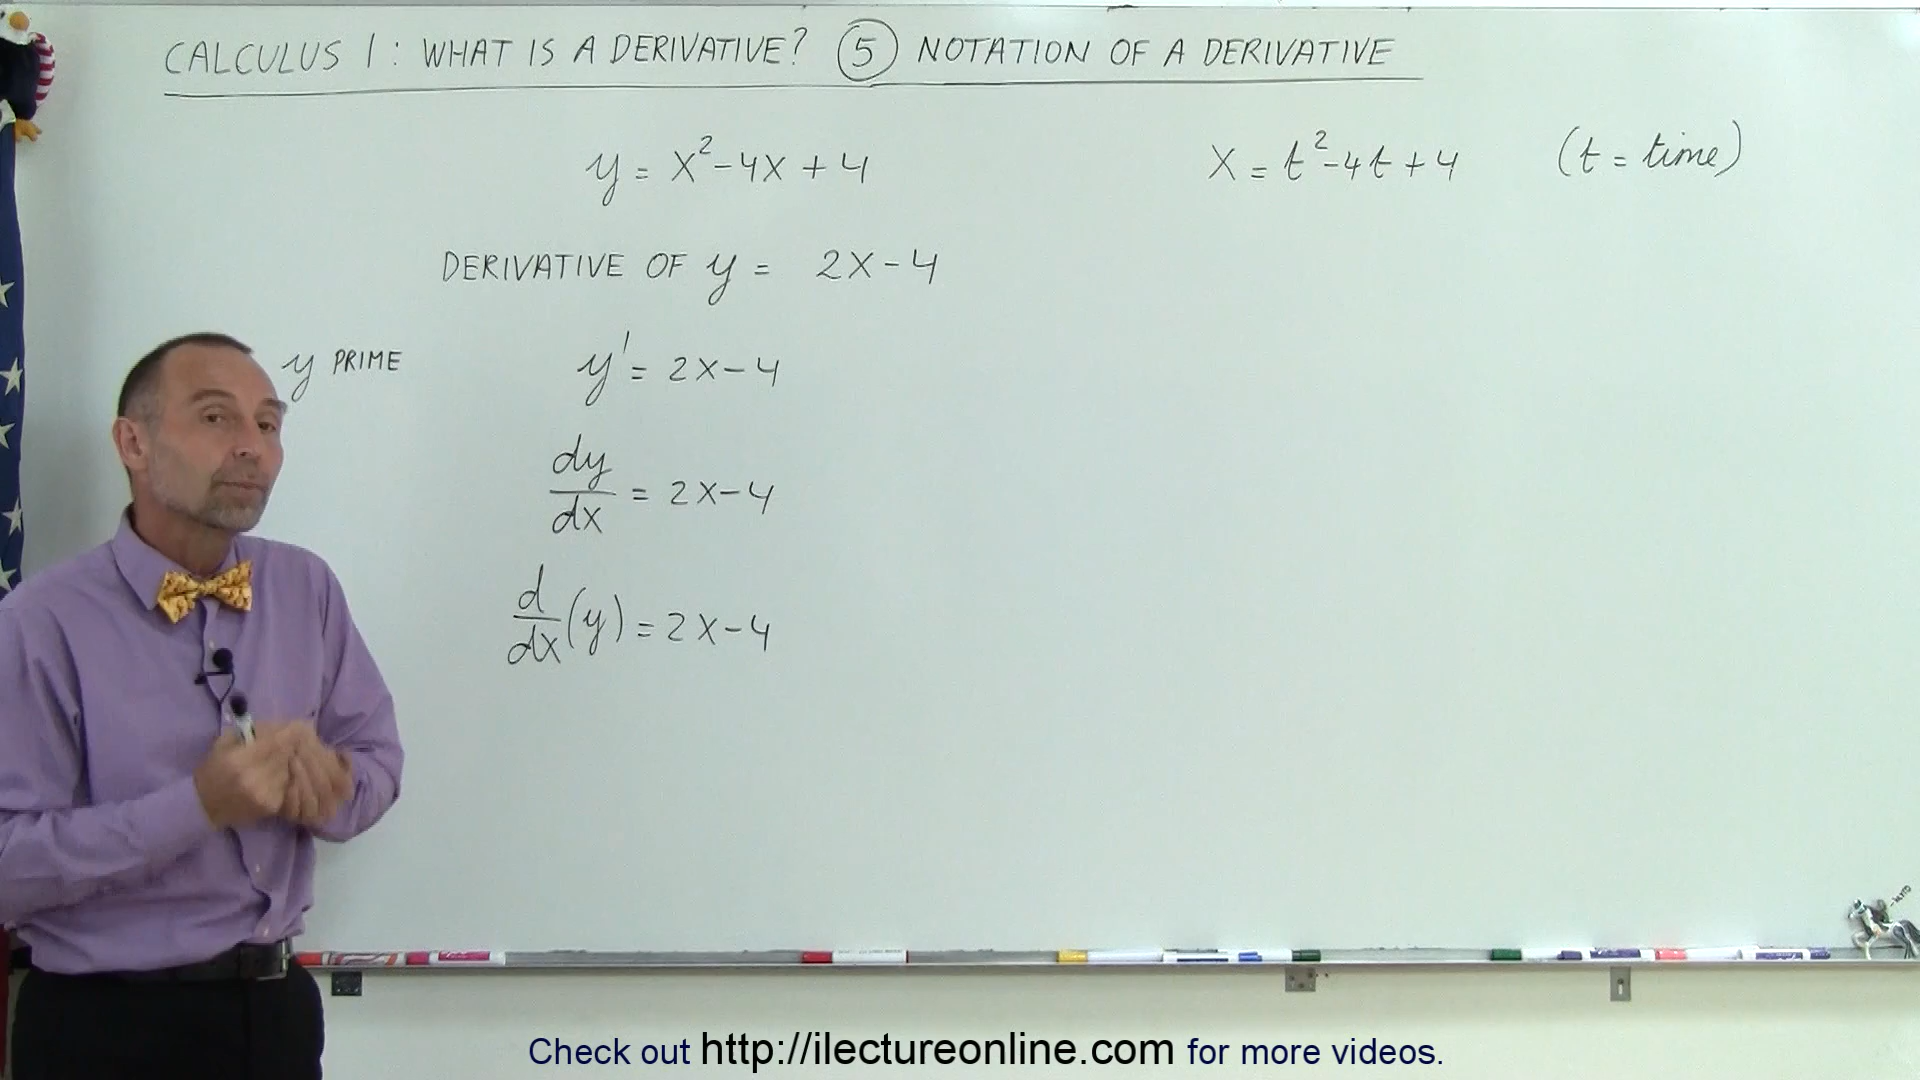 CALCULUS 1: WHAT IS A DERIVATIVE? ⑤ NOTATION OF A DERIVATIVE
y = x² - 4x + 4
x = t² - 4t + 4 (t = time)
DERIVATIVE OF y = 2x - 4
y PRIME y' = 2x - 4
dy/dx = 2x - 4
d/dx (y) = 2x - 4
Check out http://ilectureonline.com for more videos.